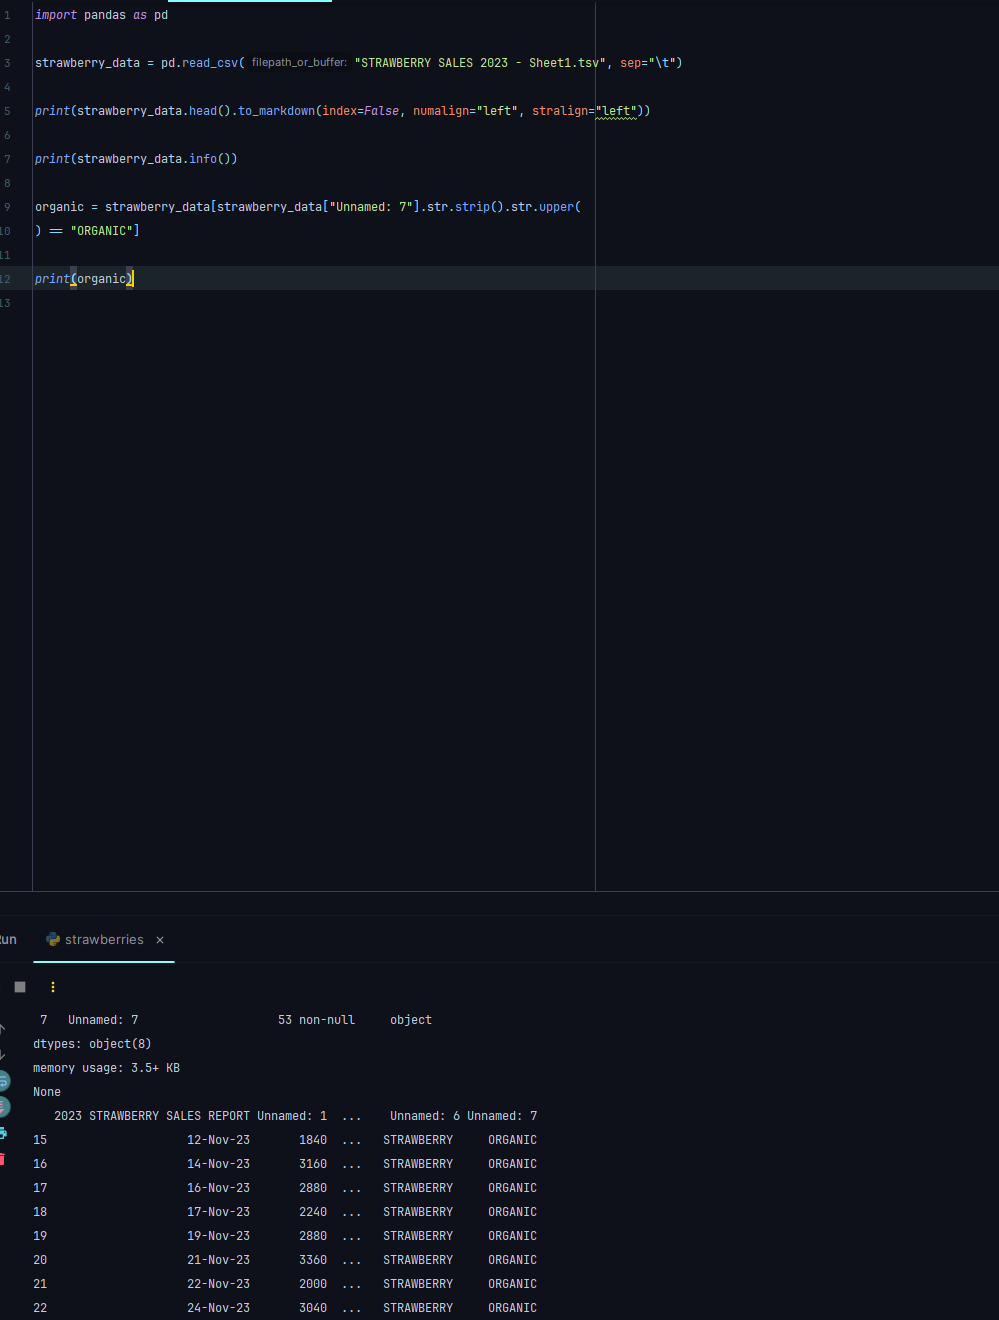 1 import pandas as pd
2
3 strawberry_data = pd.read_csv( filepath_or_buffer: "STRAWBERRY SALES 2023 - Sheet1.tsv", sep="\t")
4
5 print(strawberry_data.head().to_markdown(index=False, numalign="left", stralign="left"))
6
7 print(strawberry_data.info())
8
9 organic = strawberry_data[strawberry_data["Unnamed: 7"].str.strip().str.upper(
10 ) == "ORGANIC"]
11
12 print(organic)
13
un strawberries ×
7 Unnamed: 7 53 non-null object
dtypes: object(8)
memory usage: 3.5+ KB
None
2023 STRAWBERRY SALES REPORT Unnamed: 1 ... Unnamed: 6 Unnamed: 7
15 12-Nov-23 1840 ... STRAWBERRY ORGANIC
16 14-Nov-23 3160 ... STRAWBERRY ORGANIC
17 16-Nov-23 2880 ... STRAWBERRY ORGANIC
18 17-Nov-23 2240 ... STRAWBERRY ORGANIC
19 19-Nov-23 2880 ... STRAWBERRY ORGANIC
20 21-Nov-23 3360 ... STRAWBERRY ORGANIC
21 22-Nov-23 2000 ... STRAWBERRY ORGANIC
22 24-Nov-23 3040 ... STRAWBERRY ORGANIC